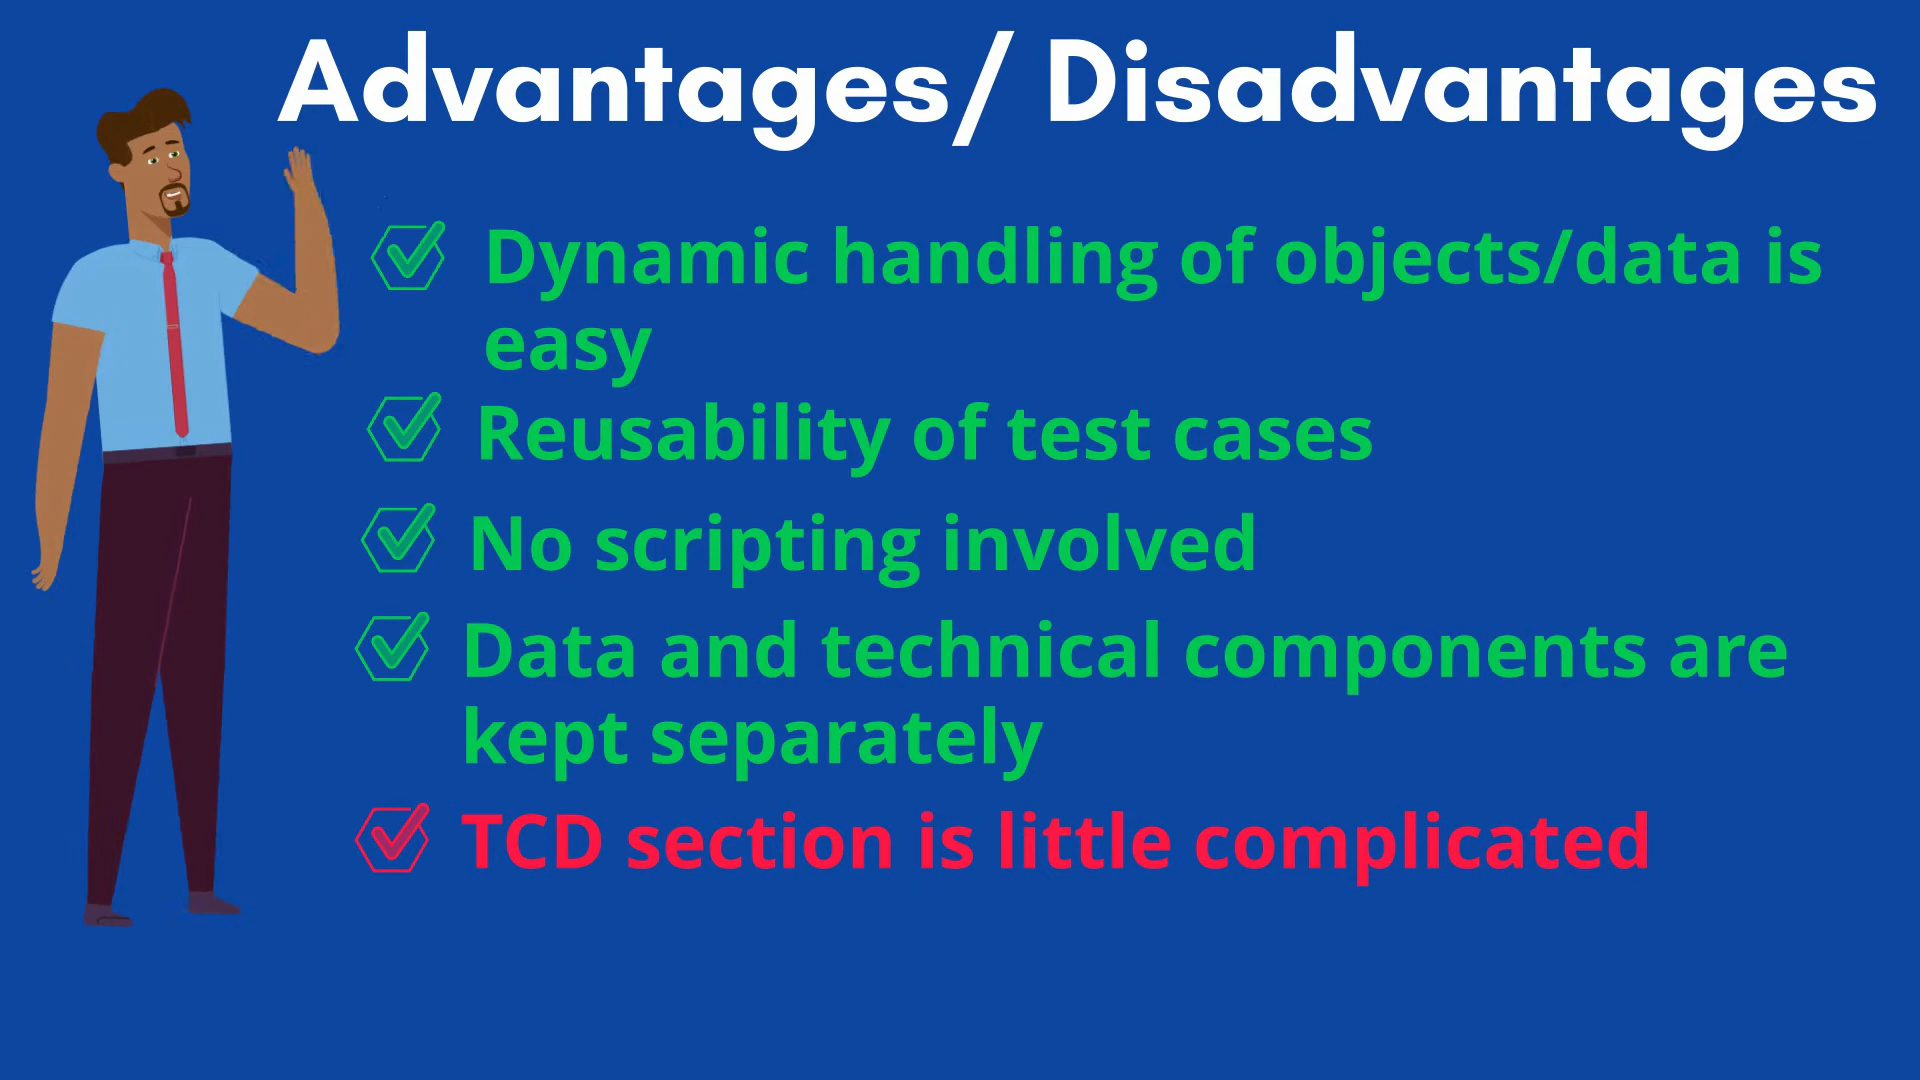 Advantages/ Disadvantages
Dynamic handling of objects/data is
easy
Reusability of test cases
No scripting involved
Data and technical components are
kept separately
TCD section is little complicated